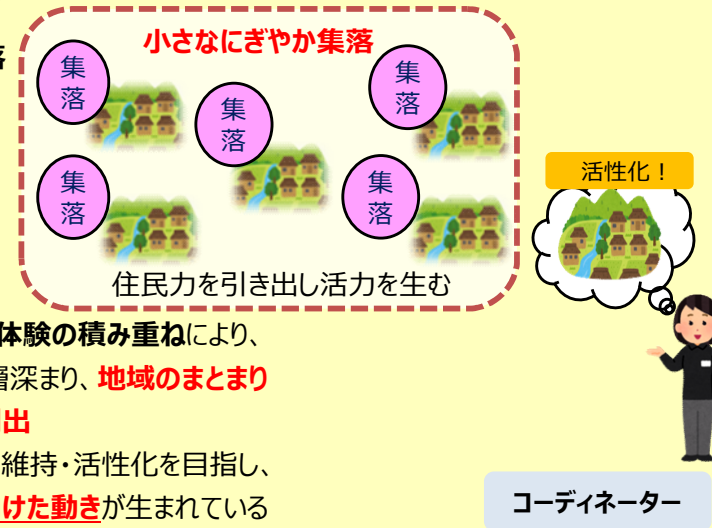 小さなにぎやか集落
落
集落
集落
集落
集落
集落
住民力を引き出し活力を生む
活性化！
体験の積み重ねにより、
層深まり、地域のまとまり
出
維持・活性化を目指し、
けた動きが生まれている
コーディネーター